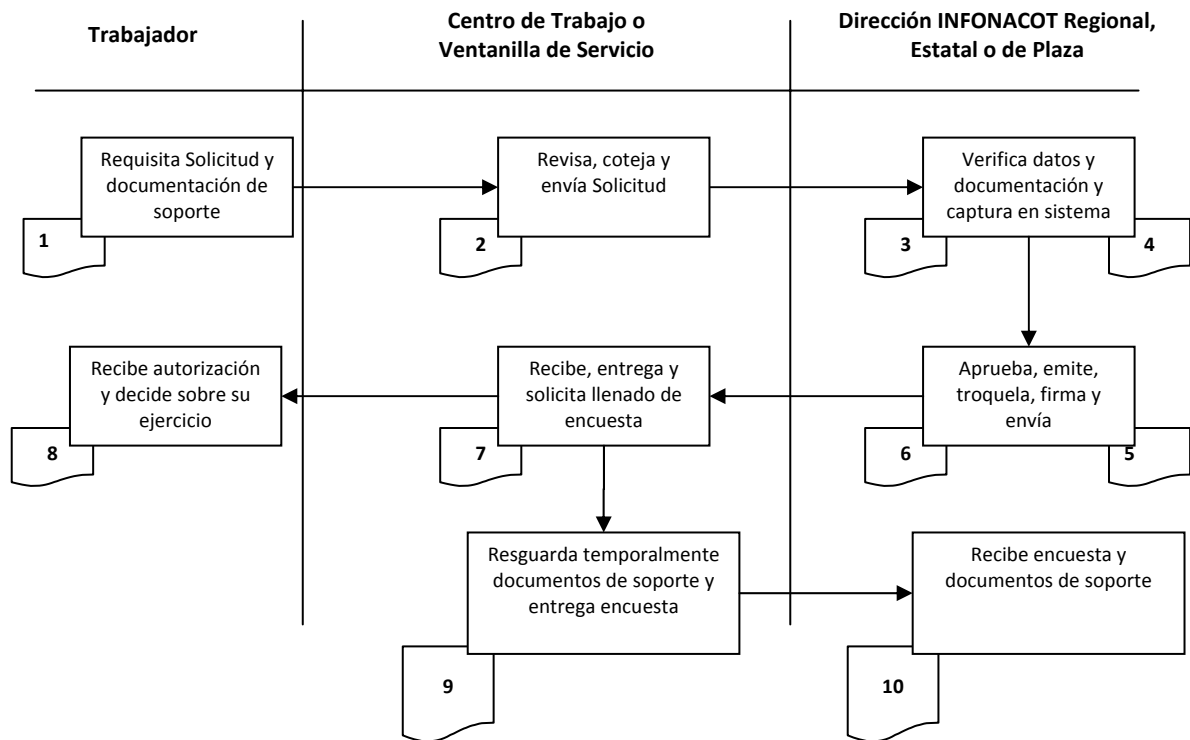 Trabajador
Centro de Trabajo o
Ventanilla de Servicio
Dirección INFONACOT Regional,
Estatal o de Plaza
Requisita Solicitud y
documentación de
soporte
1
Revisa, coteja y
envía Solicitud
2
Verifica datos y
documentación y
captura en sistema
3
4
Recibe autorización
y decide sobre su
ejercicio
8
Recibe, entrega y
solicita llenado de
encuesta
7
Aprueba, emite,
troquela, firma y
envía
6
5
Resguarda temporalmente
documentos de soporte y
entrega encuesta
9
Recibe encuesta y
documentos de soporte
10